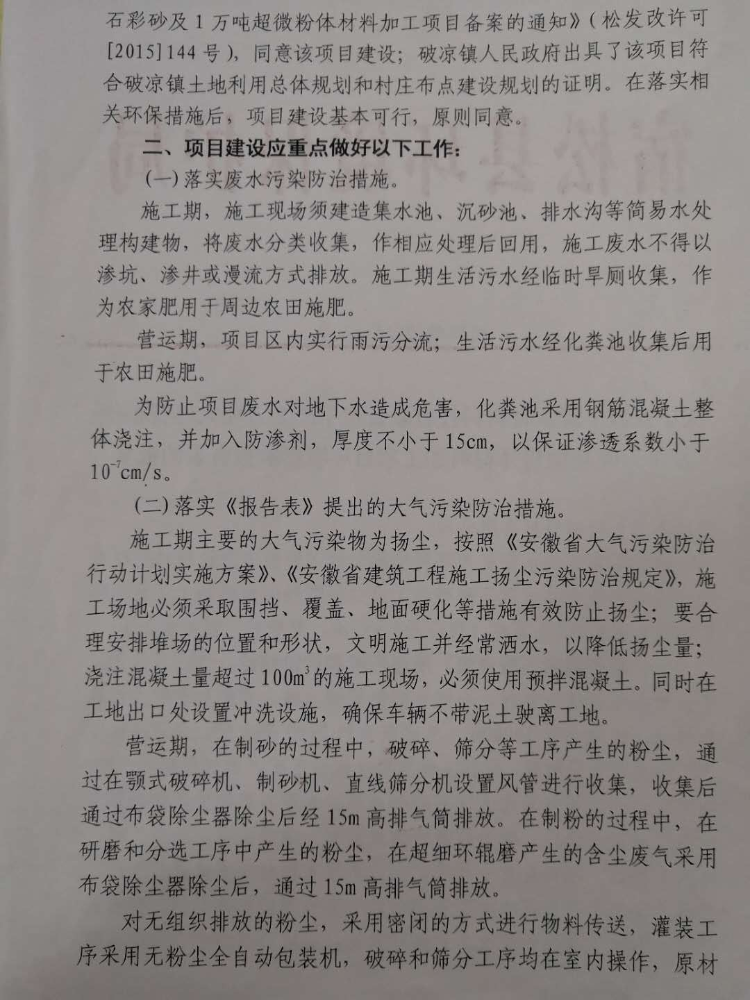 石彩砂及 1 万吨超微粉体材料加工项目备案的通知》(松发改许可
[2015]144 号)，同意该项目建设；破凉镇人民政府出具了该项目符
合破凉镇土地利用总体规划和村庄布点建设规划的证明。在落实相
关环保措施后，项目建设基本可行，原则同意。
二、项目建设应重点做好以下工作：
(一)落实废水污染防治措施。
施工期，施工现场须建造集水池、沉砂池、排水沟等简易水处
理构建物，将废水分类收集，作相应处理后回用，施工废水不得以
渗坑、渗井或漫流方式排放。施工期生活污水经临时旱厕收集，作
为农家肥用于周边农田施肥。
营运期，项目区内实行雨污分流；生活污水经化粪池收集后用
于农田施肥。
为防止项目废水对地下水造成危害，化粪池采用钢筋混凝土整
体浇注，并加入防渗剂，厚度不小于 15cm，以保证渗透系数小于
10⁻⁷cm/s。
(二)落实《报告表》提出的大气污染防治措施。
施工期主要的大气污染物为扬尘，按照《安徽省大气污染防治
行动计划实施方案》、《安徽省建筑工程施工扬尘污染防治规定》，施
工场地必须采取围挡、覆盖、地面硬化等措施有效防止扬尘；要合
理安排堆场的位置和形状，文明施工并经常洒水，以降低扬尘量；
浇注混凝土量超过 100m³的施工现场，必须使用预拌混凝土。同时在
工地出口处设置冲洗设施，确保车辆不带泥土驶离工地。
营运期，在制砂的过程中，破碎、筛分等工序产生的粉尘，通
过在颚式破碎机、制砂机、直线筛分机设置风管进行收集，收集后
通过布袋除尘器除尘后经 15m 高排气筒排放。在制粉的过程中，在
研磨和分选工序中产生的粉尘，在超细环辊磨产生的含尘废气采用
布袋除尘器除尘后，通过 15m 高排气筒排放。
对无组织排放的粉尘，采用密闭的方式进行物料传送，灌装工
序采用无粉尘全自动包装机，破碎和筛分工序均在室内操作，原材